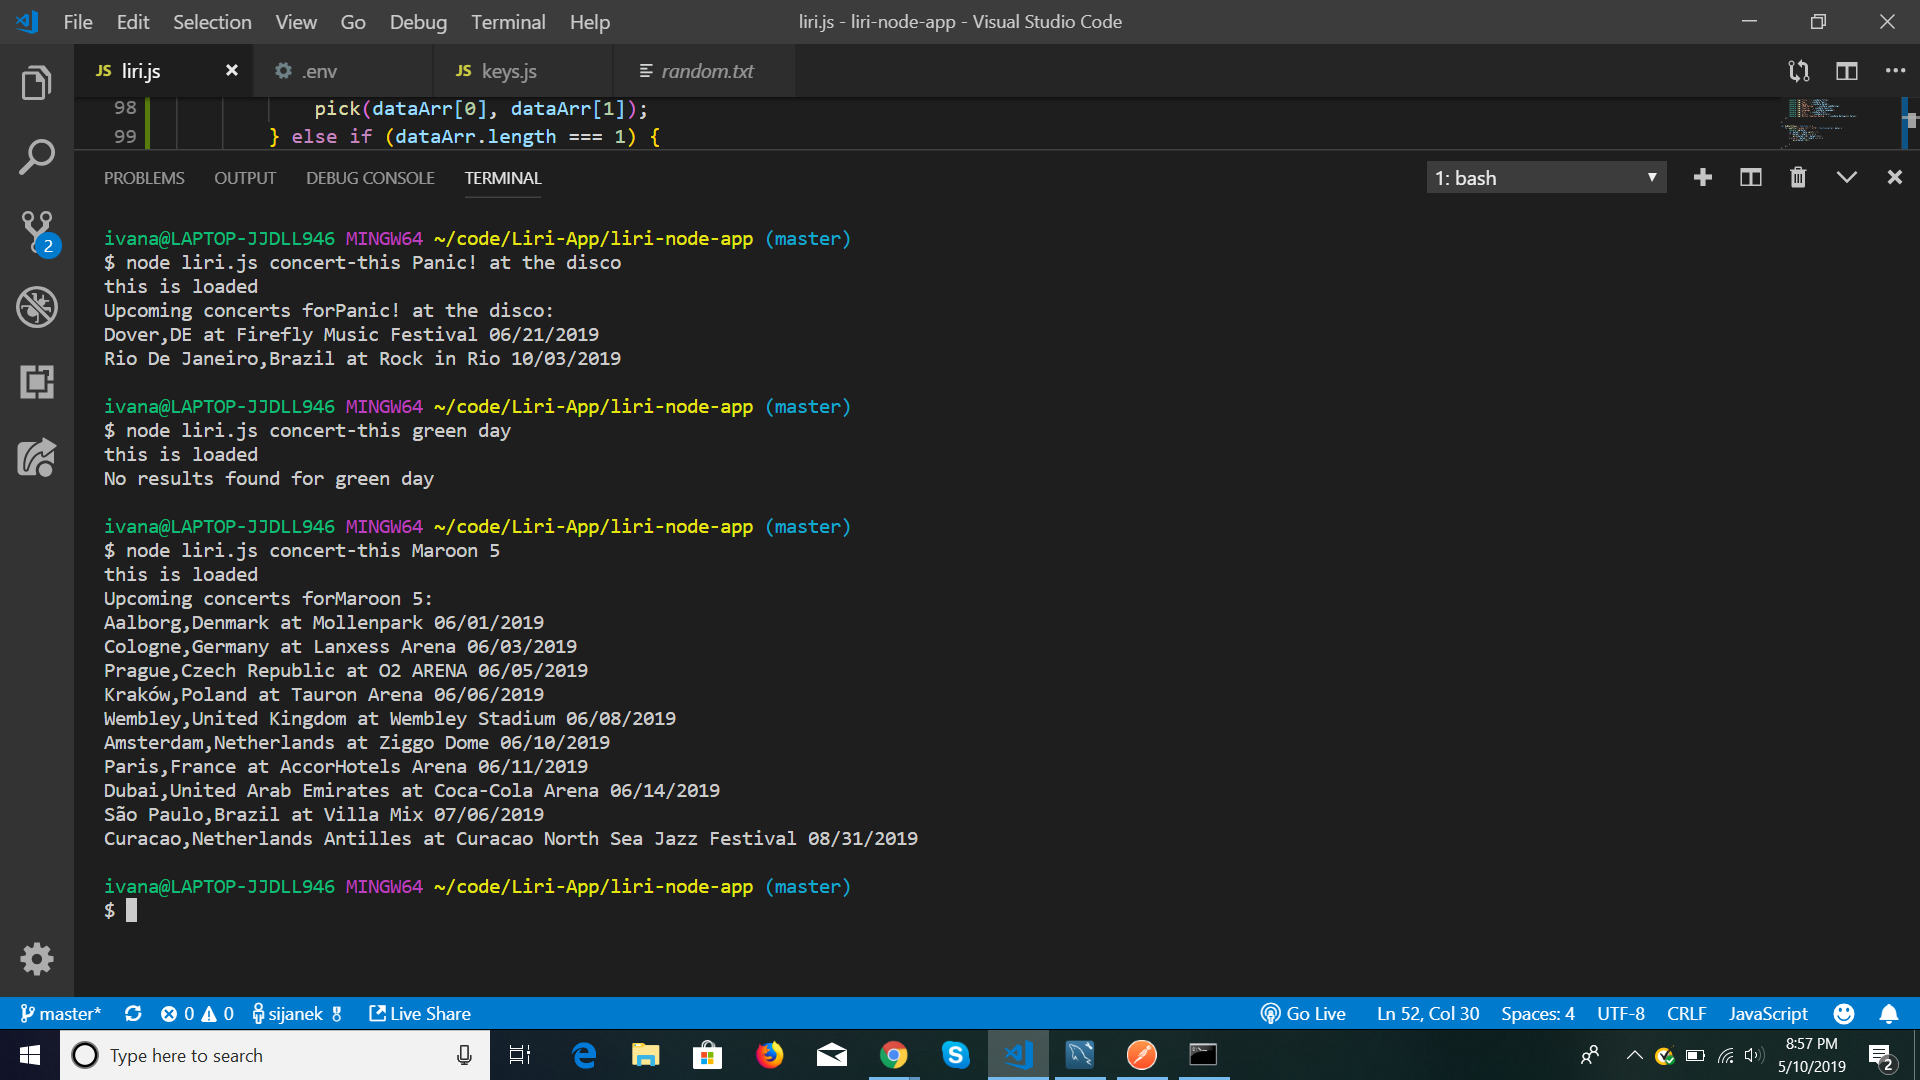 File Edit Selection View Go Debug Terminal Help
liri.js - liri-node-app - Visual Studio Code
JS liri.js
.env
JS keys.js
random.txt
98 pick(dataArr[0], dataArr[1]);
99 } else if (dataArr.length === 1) {
PROBLEMS OUTPUT DEBUG CONSOLE TERMINAL
1: bash
2
ivana@LAPTOP-JJDLL946 MINGW64 ~/code/Liri-App/liri-node-app (master)
$ node liri.js concert-this Panic! at the disco
this is loaded
Upcoming concerts forPanic! at the disco:
Dover,DE at Firefly Music Festival 06/21/2019
Rio De Janeiro,Brazil at Rock in Rio 10/03/2019
ivana@LAPTOP-JJDLL946 MINGW64 ~/code/Liri-App/liri-node-app (master)
$ node liri.js concert-this green day
this is loaded
No results found for green day
ivana@LAPTOP-JJDLL946 MINGW64 ~/code/Liri-App/liri-node-app (master)
$ node liri.js concert-this Maroon 5
this is loaded
Upcoming concerts forMaroon 5:
Aalborg,Denmark at Mollenpark 06/01/2019
Cologne,Germany at Lanxess Arena 06/03/2019
Prague,Czech Republic at O2 ARENA 06/05/2019
Kraków,Poland at Tauron Arena 06/06/2019
Wembley,United Kingdom at Wembley Stadium 06/08/2019
Amsterdam,Netherlands at Ziggo Dome 06/10/2019
Paris,France at AccorHotels Arena 06/11/2019
Dubai,United Arab Emirates at Coca-Cola Arena 06/14/2019
São Paulo,Brazil at Villa Mix 07/06/2019
Curacao,Netherlands Antilles at Curacao North Sea Jazz Festival 08/31/2019
ivana@LAPTOP-JJDLL946 MINGW64 ~/code/Liri-App/liri-node-app (master)
$
master* 0 0 sijanek Live Share Go Live Ln 52, Col 30 Spaces: 4 UTF-8 CRLF JavaScript
Type here to search
8:57 PM
5/10/2019
2